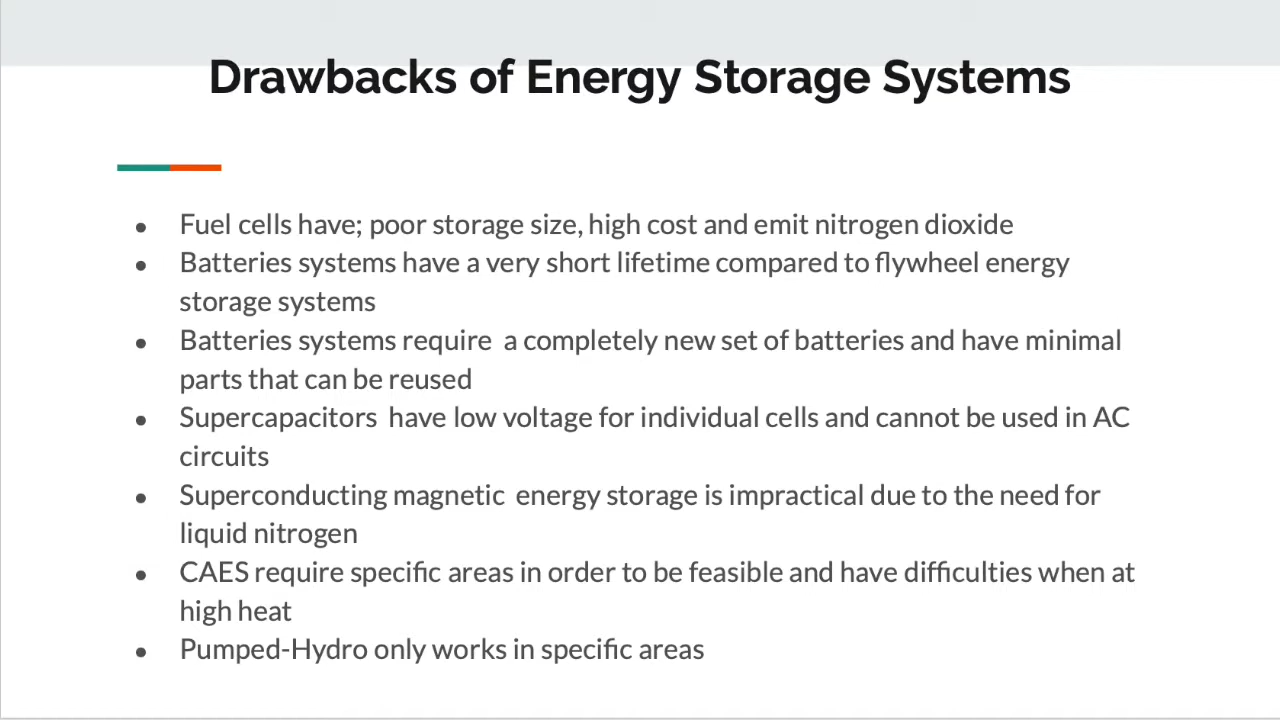 Drawbacks of Energy Storage Systems
● Fuel cells have; poor storage size, high cost and emit nitrogen dioxide
● Batteries systems have a very short lifetime compared to flywheel energy
storage systems
● Batteries systems require  a completely new set of batteries and have minimal
parts that can be reused
● Supercapacitors  have low voltage for individual cells and cannot be used in AC
circuits
● Superconducting magnetic  energy storage is impractical due to the need for
liquid nitrogen
● CAES require specific areas in order to be feasible and have difficulties when at
high heat
● Pumped-Hydro only works in specific areas